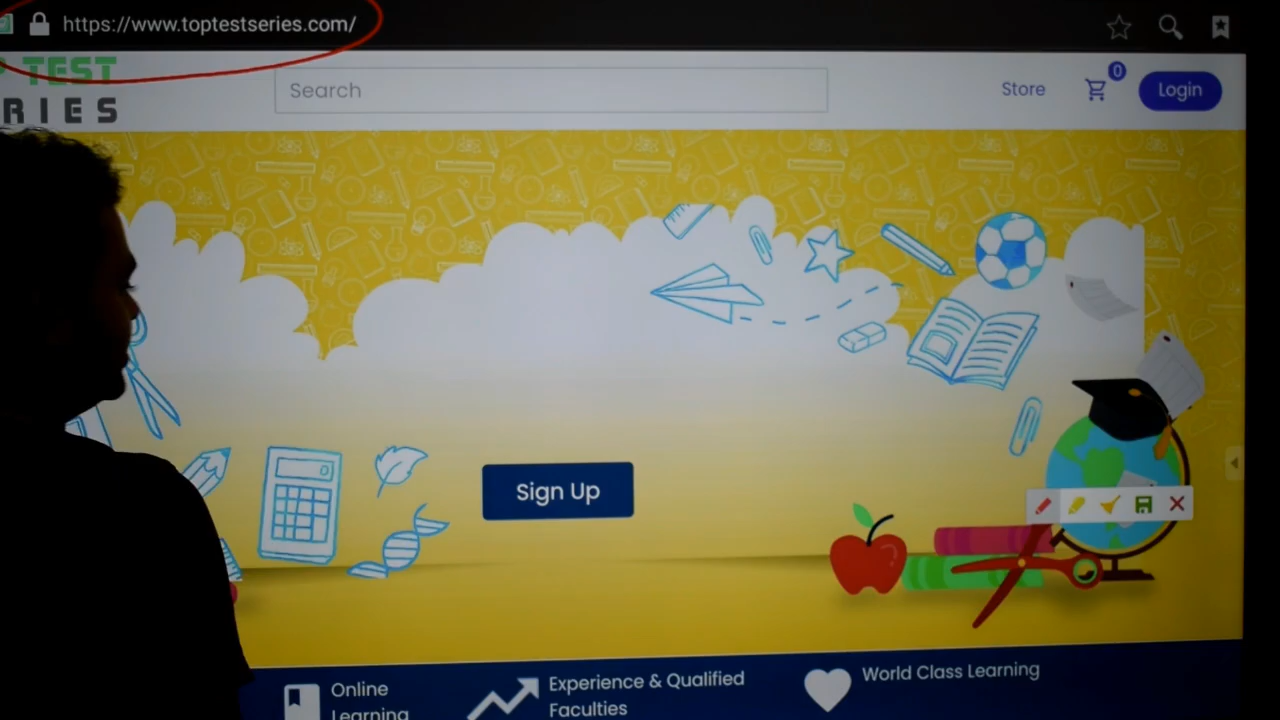 https://www.toptestseries.com/
TEST
RIES
Search
Store
0
Login
0
Sign Up
Online
Learning
Experience & Qualified
Faculties
World Class Learning